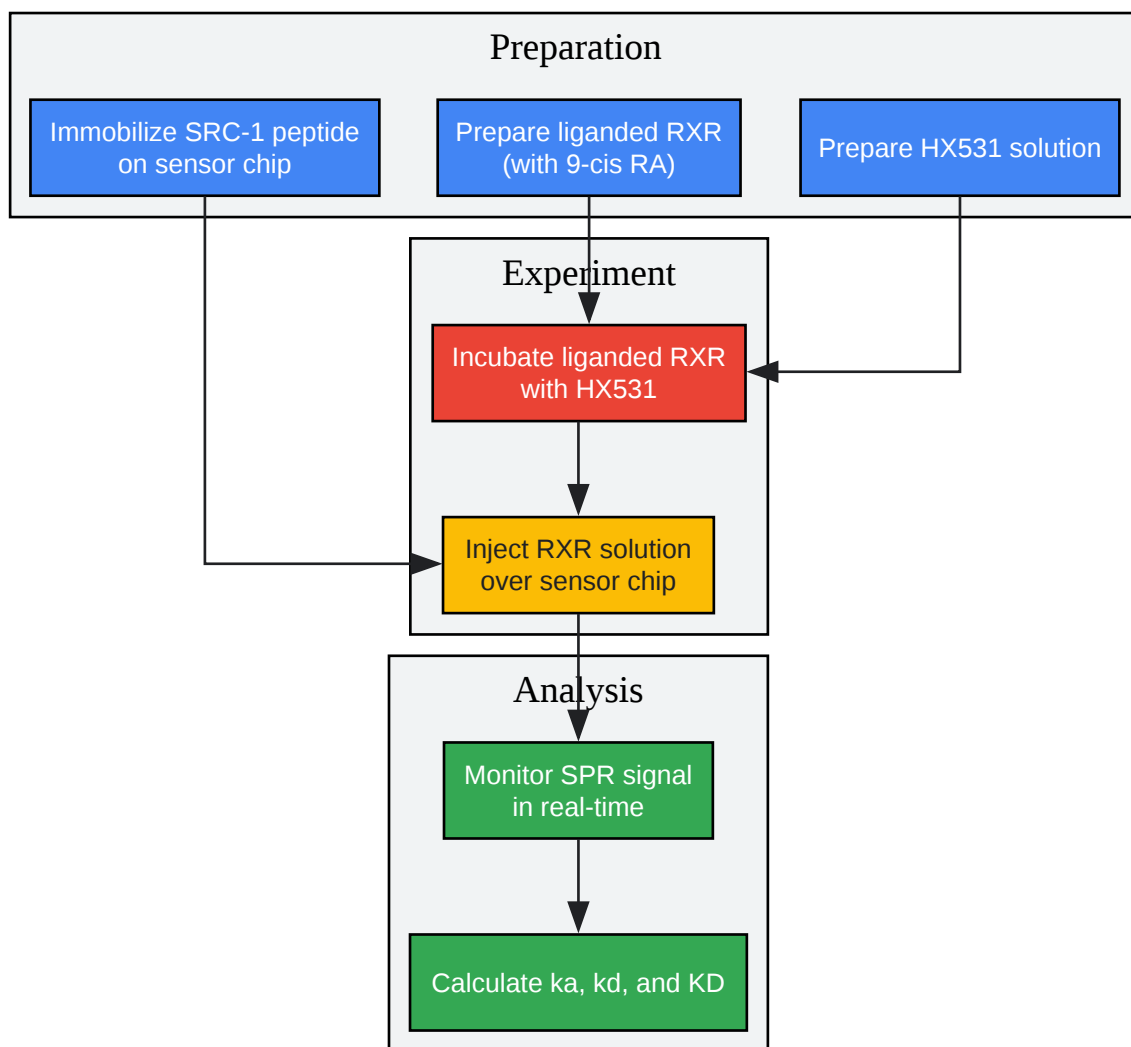 Preparation
Immobilize SRC-1 peptide
on sensor chip
Prepare liganded RXR
(with 9-cis RA)
Prepare HX531 solution
Experiment
Incubate liganded RXR
with HX531
Inject RXR solution
over sensor chip
Analysis
Monitor SPR signal
in real-time
Calculate ka, kd, and KD